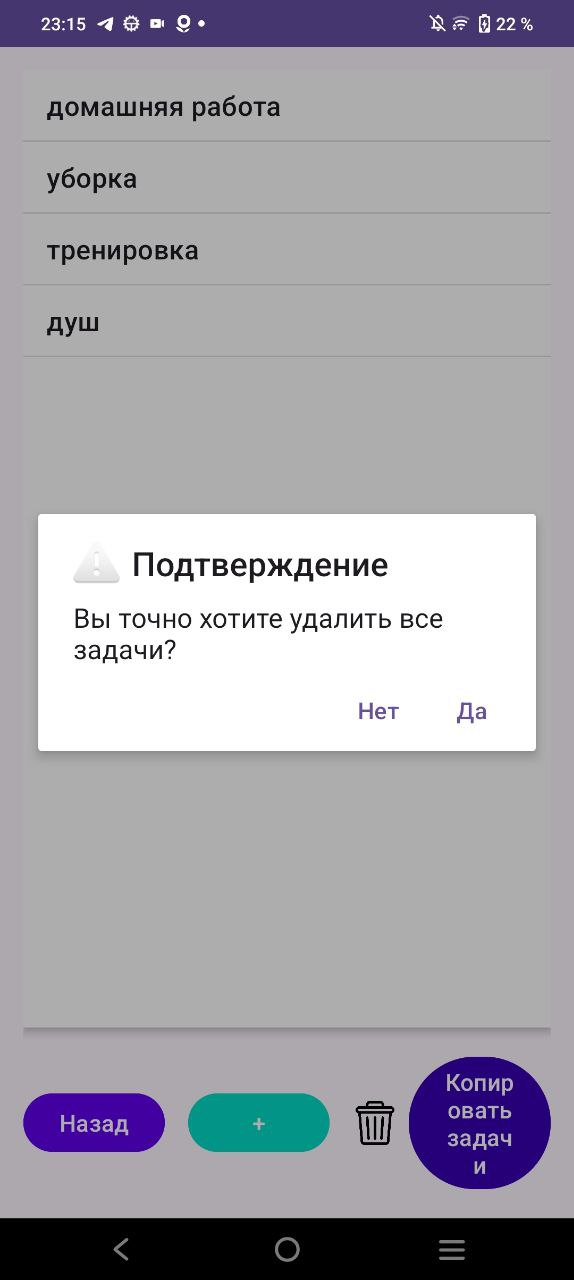 23:15
22 %
домашняя работа
уборка
тренировка
душ
Подтверждение
Вы точно хотите удалить все
задачи?
Нет
Да
Назад
+
Копир
овать
задач
и